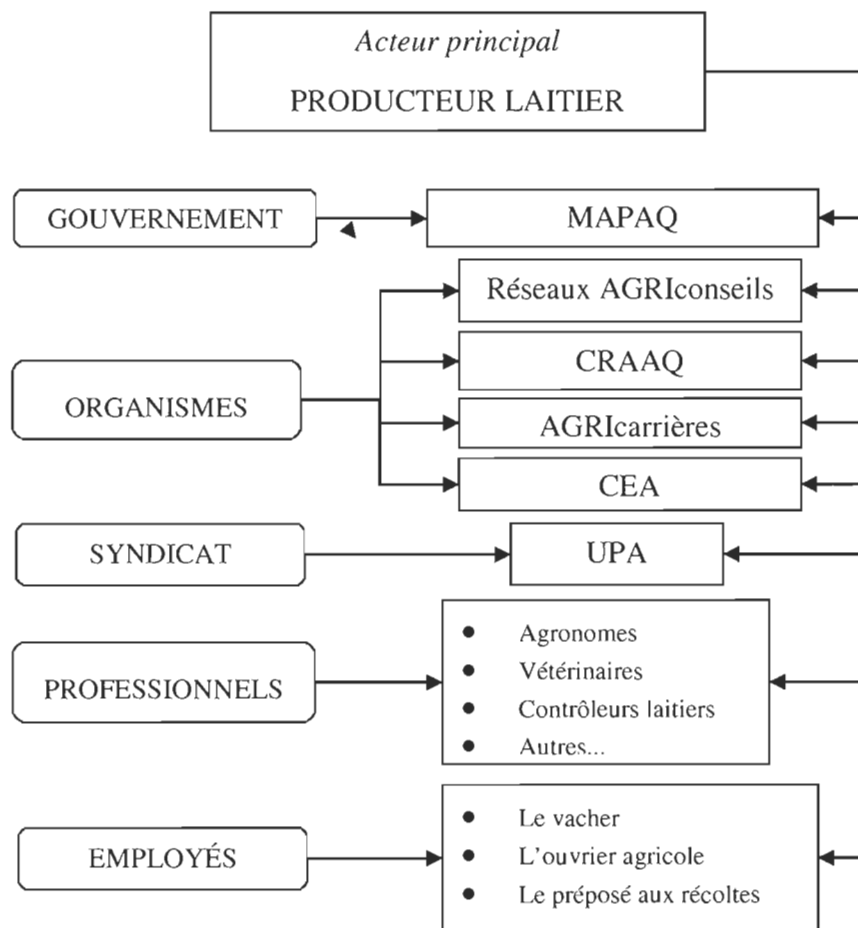 Acteur principal
PRODUCTEUR LAITIER
GOUVERNEMENT
MAPAQ
Réseaux AGRIconseils
CRAAQ
ORGANISMES
AGRIcarrières
CEA
SYNDICAT
UPA
PROFESSIONNELS
• Agronomes
• Vétérinaires
• Contrôleurs laitiers
• Autres...
EMPLOYÉS
• Le vacher
• L'ouvrier agricole
• Le préposé aux récoltes